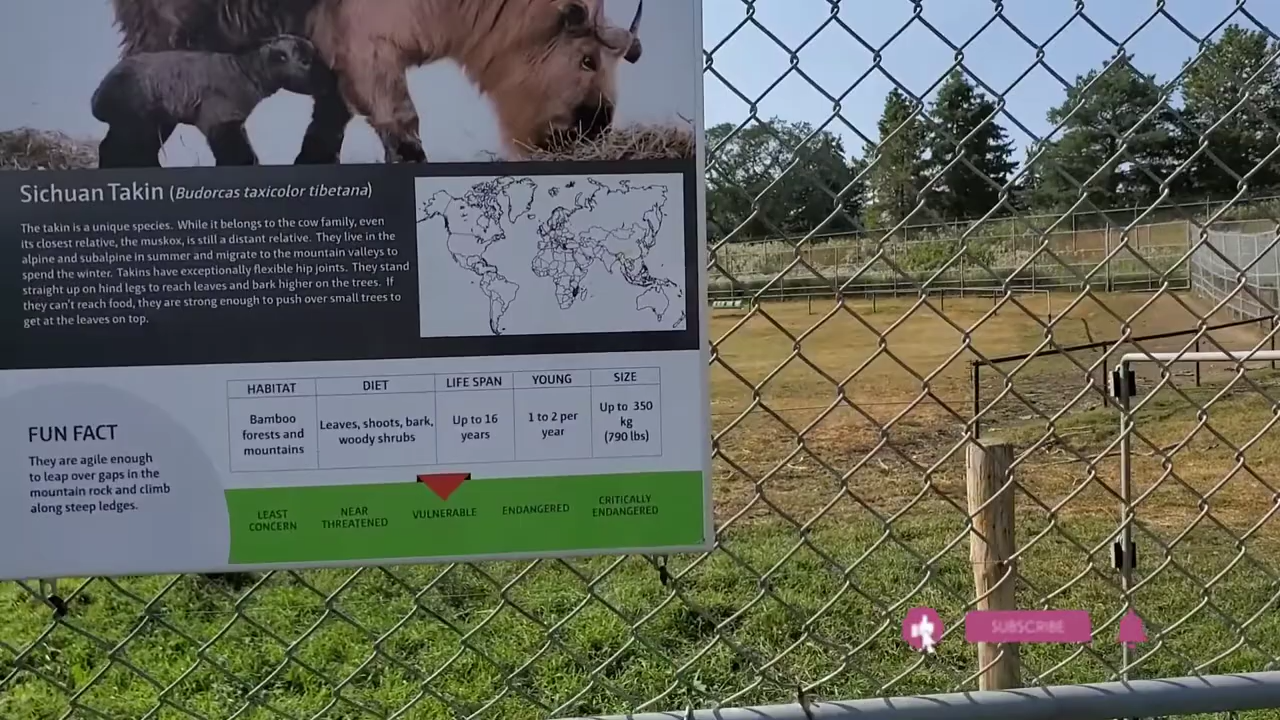 Sichuan Takin (Budorcas taxicolor tibetana)
The takin is a unique species. While it belongs to the cow family, even
its closest relative, the muskox, is still a distant relative. They live in the
alpine and subalpine in summer and migrate to the mountain valleys to
spend the winter. Takins have exceptionally flexible hip joints. They stand
straight up on hind legs to reach leaves and bark higher on the trees. If
they can't reach food, they are strong enough to push over small trees to
get at the leaves on top.
HABITAT DIET LIFE SPAN YOUNG SIZE
Bamboo
forests and
mountains
Leaves, shoots, bark,
woody shrubs
Up to 16
years
1 to 2 per
year
Up to 350
kg
(790 lbs)
FUN FACT
They are agile enough
to leap over gaps in the
mountain rock and climb
along steep ledges.
LEAST
CONCERN
NEAR
THREATENED
VULNERABLE
ENDANGERED
CRITICALLY
ENDANGERED
SUBSCRIBE